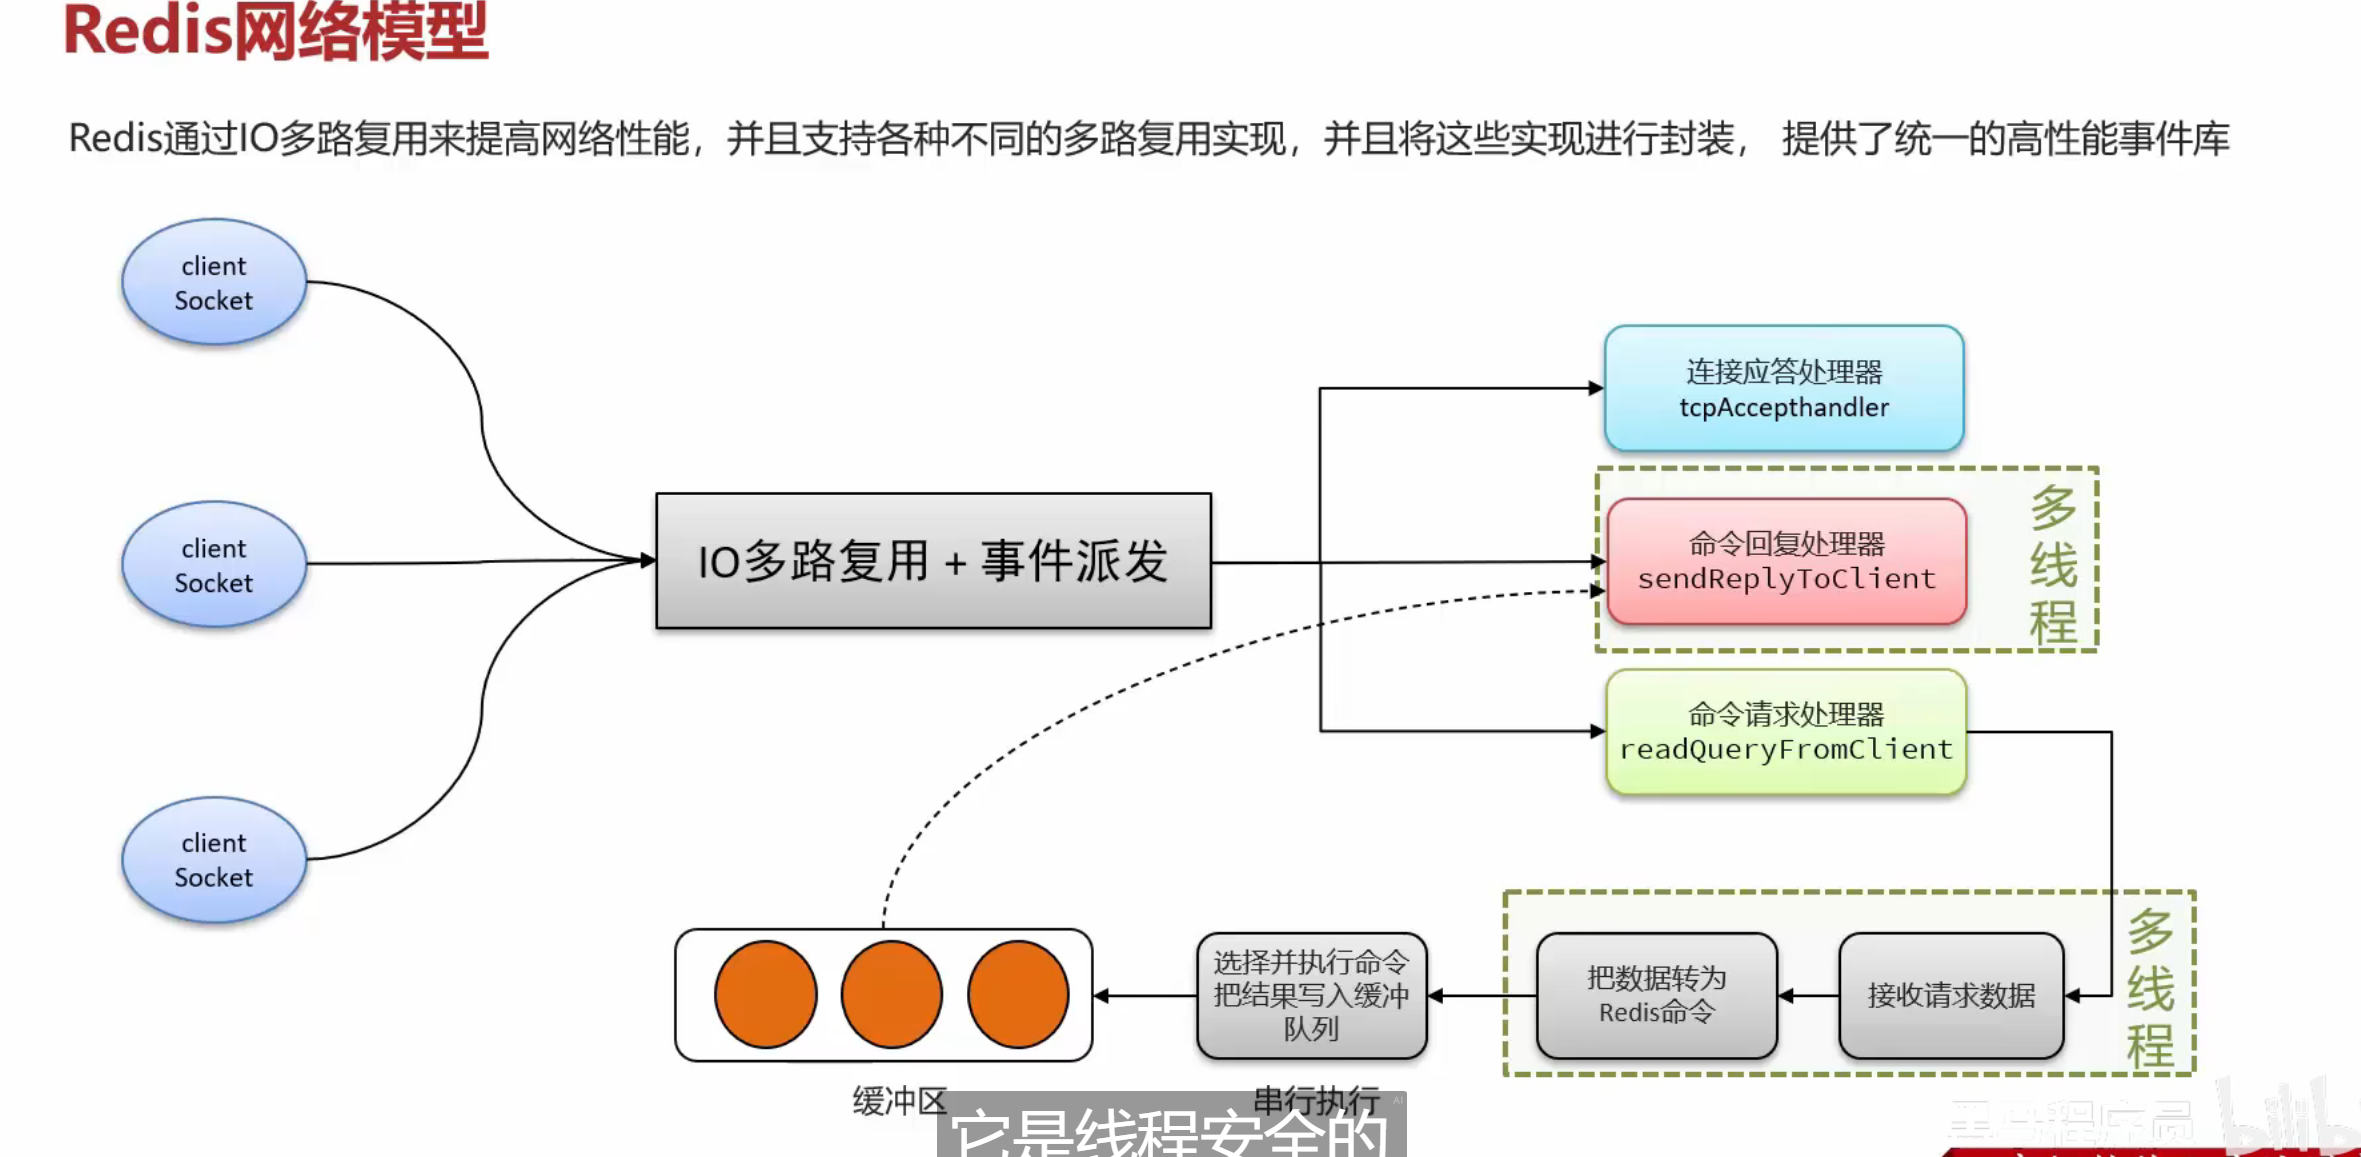 Redis网络模型
Redis通过IO多路复用来提高网络性能，并且支持各种不同的多路复用实现，并且将这些实现进行封装， 提供了统一的高性能事件库
client
Socket
client
Socket
client
Socket
IO多路复用 + 事件派发
连接应答处理器
tcpAccepthandler
命令回复处理器
sendReplyToClient
多线程
命令请求处理器
readQueryFromClient
接收请求数据
把数据转为
Redis命令
多线程
选择并执行命令
把结果写入缓冲
队列
缓冲区
串行执行
AI
它是线程安全的
黑马程序员